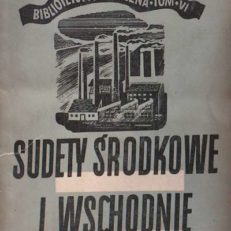 TOM·VI
SUDETY ŚRODKOWE
I WSCHODNIE